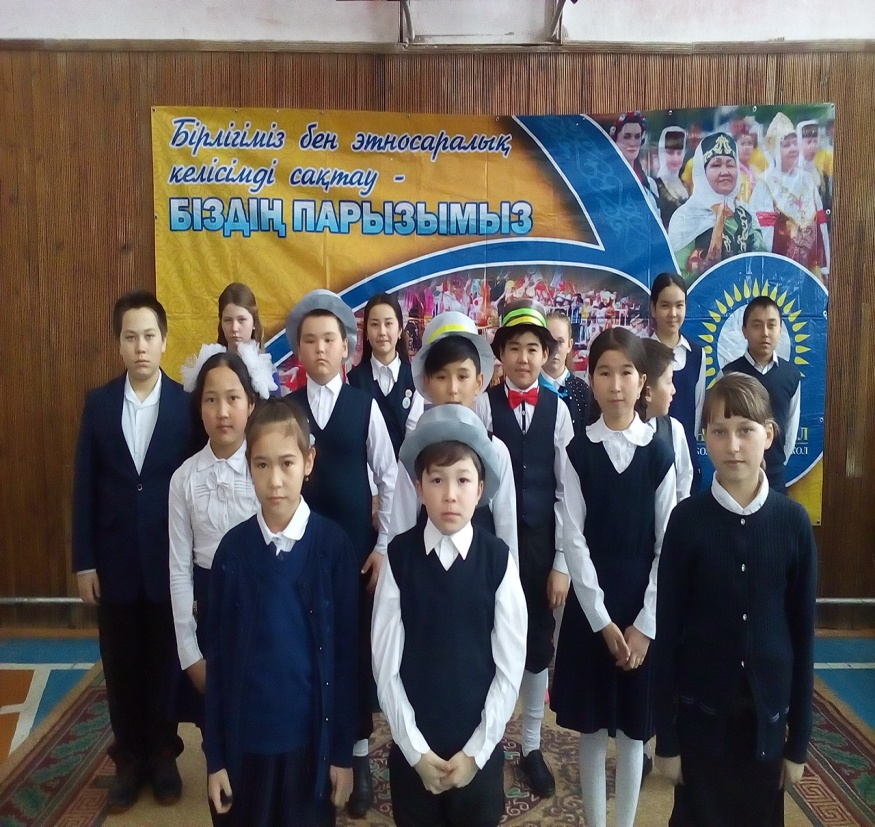 Бірлігіміз бен этносаралық
келісімді сақтау -
БІЗДІҢ ПАРЫЗЫМЫЗ